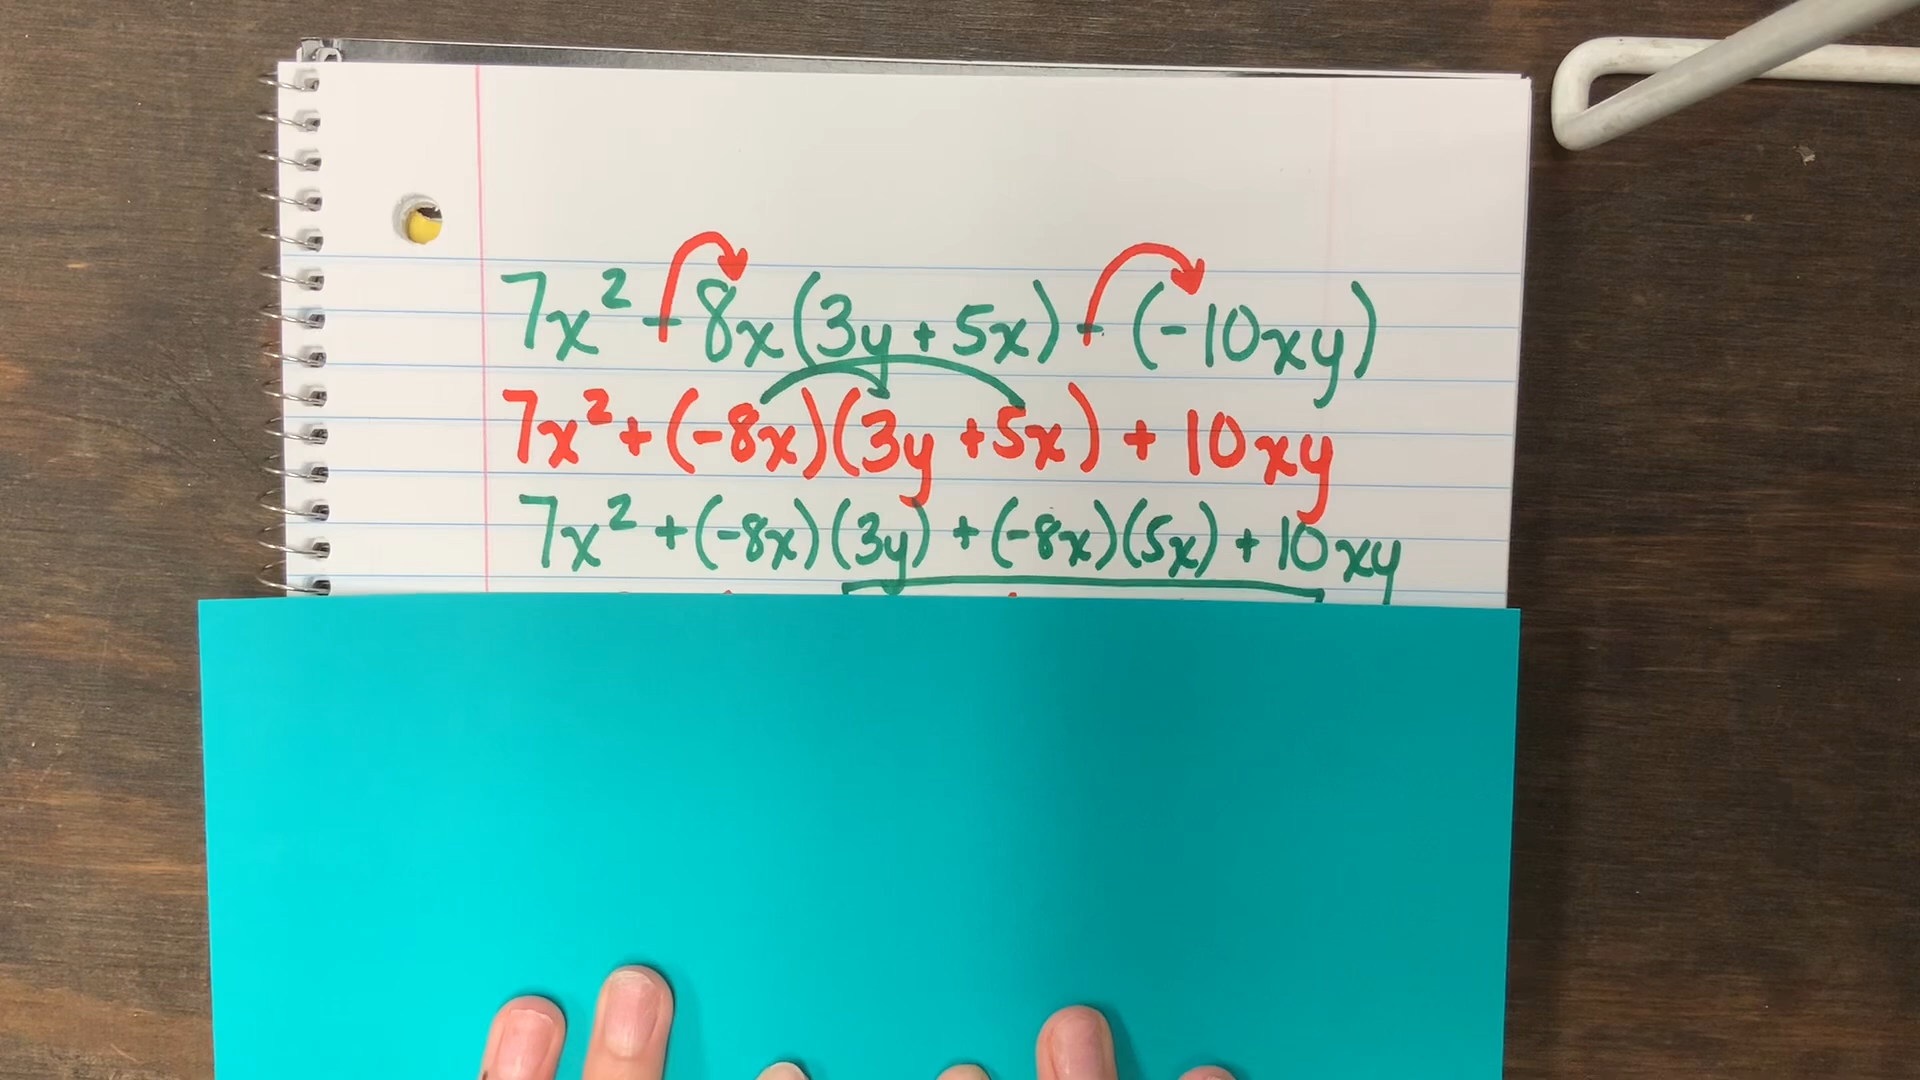 7x² - 8x(3y + 5x) - (-10xy)
7x² + (-8x)(3y + 5x) + 10xy
7x² + (-8x)(3y) + (-8x)(5x) + 10xy